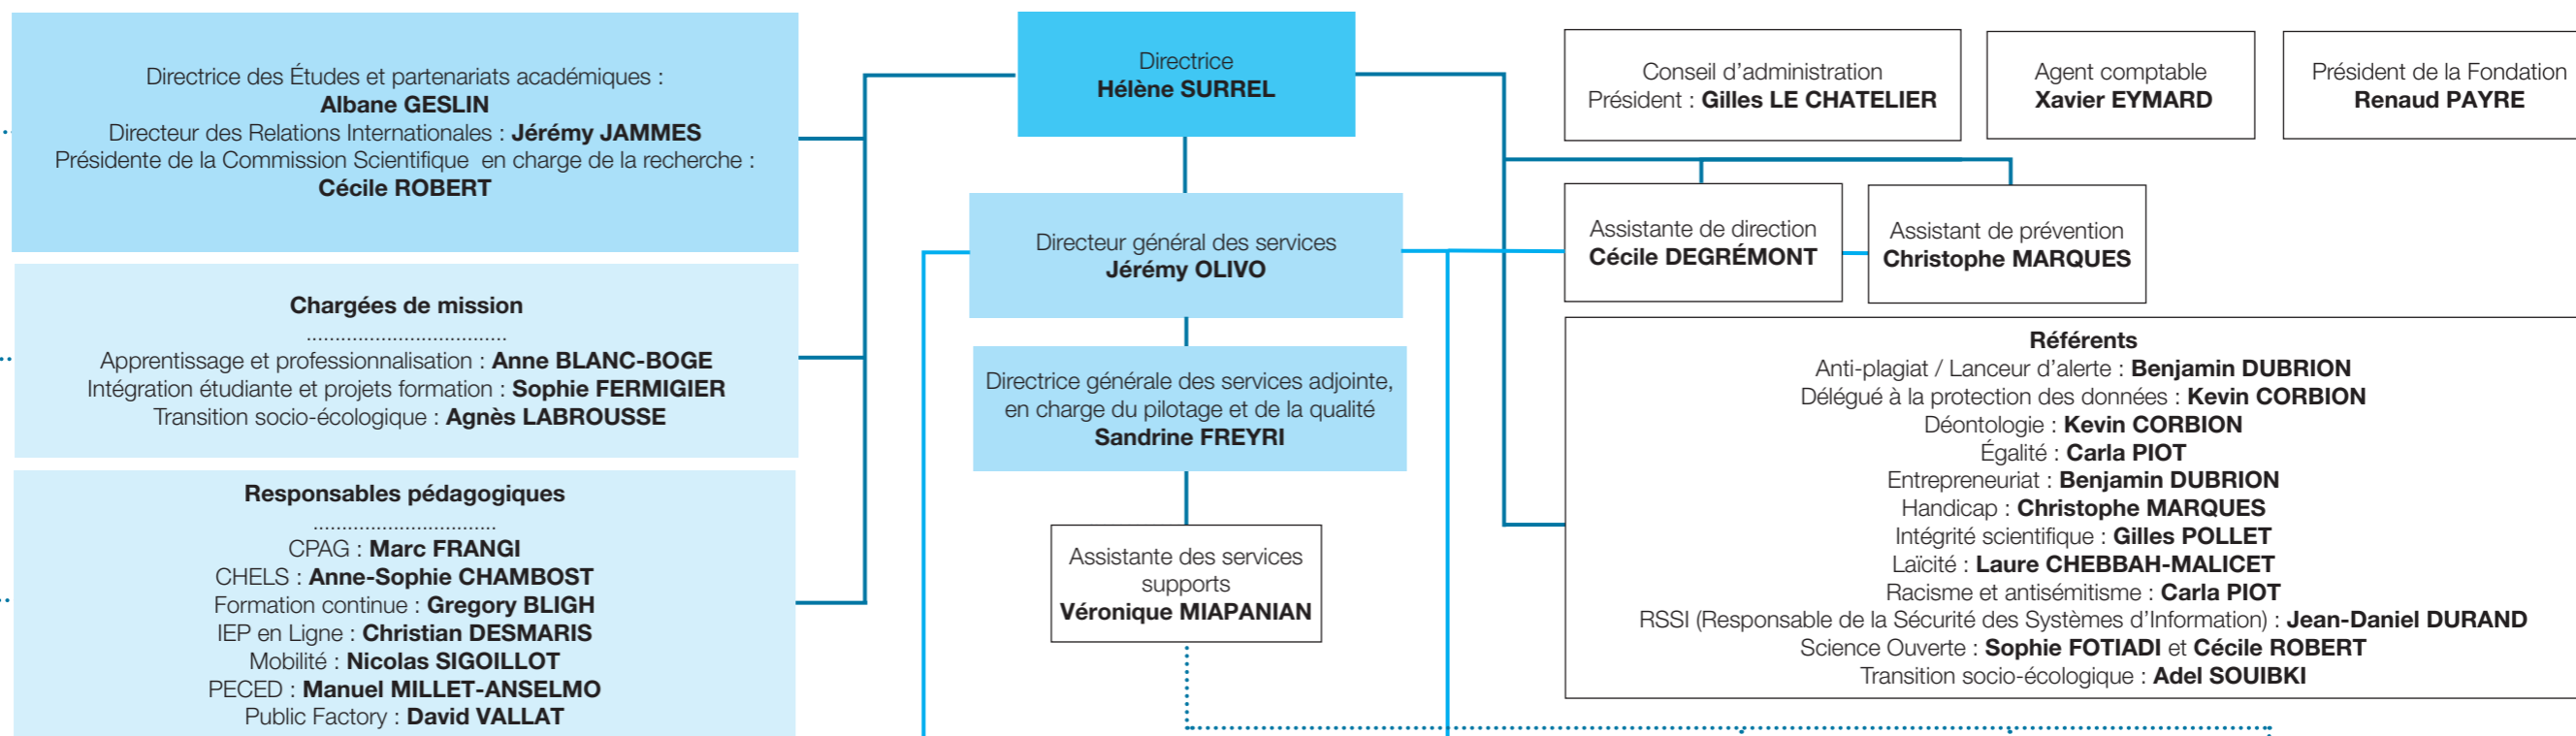 Directrice des Études et partenariats académiques :
Albane GESLIN
Directeur des Relations Internationales : Jérémy JAMMES
Présidente de la Commission Scientifique en charge de la recherche :
Cécile ROBERT
Chargées de mission
Apprentissage et professionnalisation : Anne BLANC-BOGE
Intégration étudiante et projets formation : Sophie FERMIGIER
Transition socio-écologique : Agnès LABROUSSE
Responsables pédagogiques
CPAG : Marc FRANGI
CHELS : Anne-Sophie CHAMBOST
Formation continue : Gregory BLIGH
IEP en Ligne : Christian DESMARIS
Mobilité : Nicolas SIGOILLOT
PECED : Manuel MILLET-ANSELMO
Public Factory : David VALLAT
Directrice
Hélène SURREL
Directeur général des services
Jérémy OLIVO
Directrice générale des services adjointe,
en charge du pilotage et de la qualité
Sandrine FREYRI
Assistante des services
supports
Véronique MIAPANIAN
Conseil d'administration
Président : Gilles LE CHATELIER
Agent comptable
Xavier EYMARD
Président de la Fondation
Renaud PAYRE
Assistante de direction
Cécile DEGRÉMONT
Assistant de prévention
Christophe MARQUES
Référents
Anti-plagiat / Lanceur d'alerte : Benjamin DUBRION
Délégué à la protection des données : Kevin CORBION
Déontologie : Kevin CORBION
Égalité : Carla PIOT
Entrepreneuriat : Benjamin DUBRION
Handicap : Christophe MARQUES
Intégrité scientifique : Gilles POLLET
Laïcité : Laure CHEBBAH-MALICET
Racisme et antisémitisme : Carla PIOT
RSSI (Responsable de la Sécurité des Systèmes d'Information) : Jean-Daniel DURAND
Science Ouverte : Sophie FOTIADI et Cécile ROBERT
Transition socio-écologique : Adel SOUIBKI